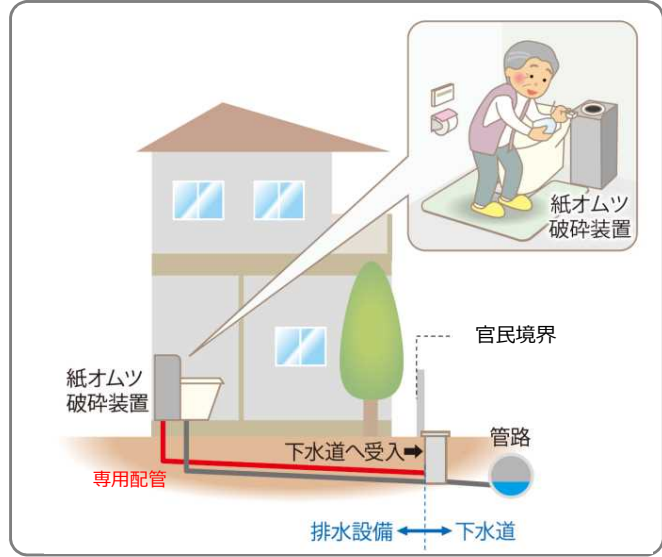 紙オムツ
破砕装置
官民境界
紙オムツ
破砕装置
下水道へ受入➡
管路
専用配管
排水設備 ⟷ 下水道